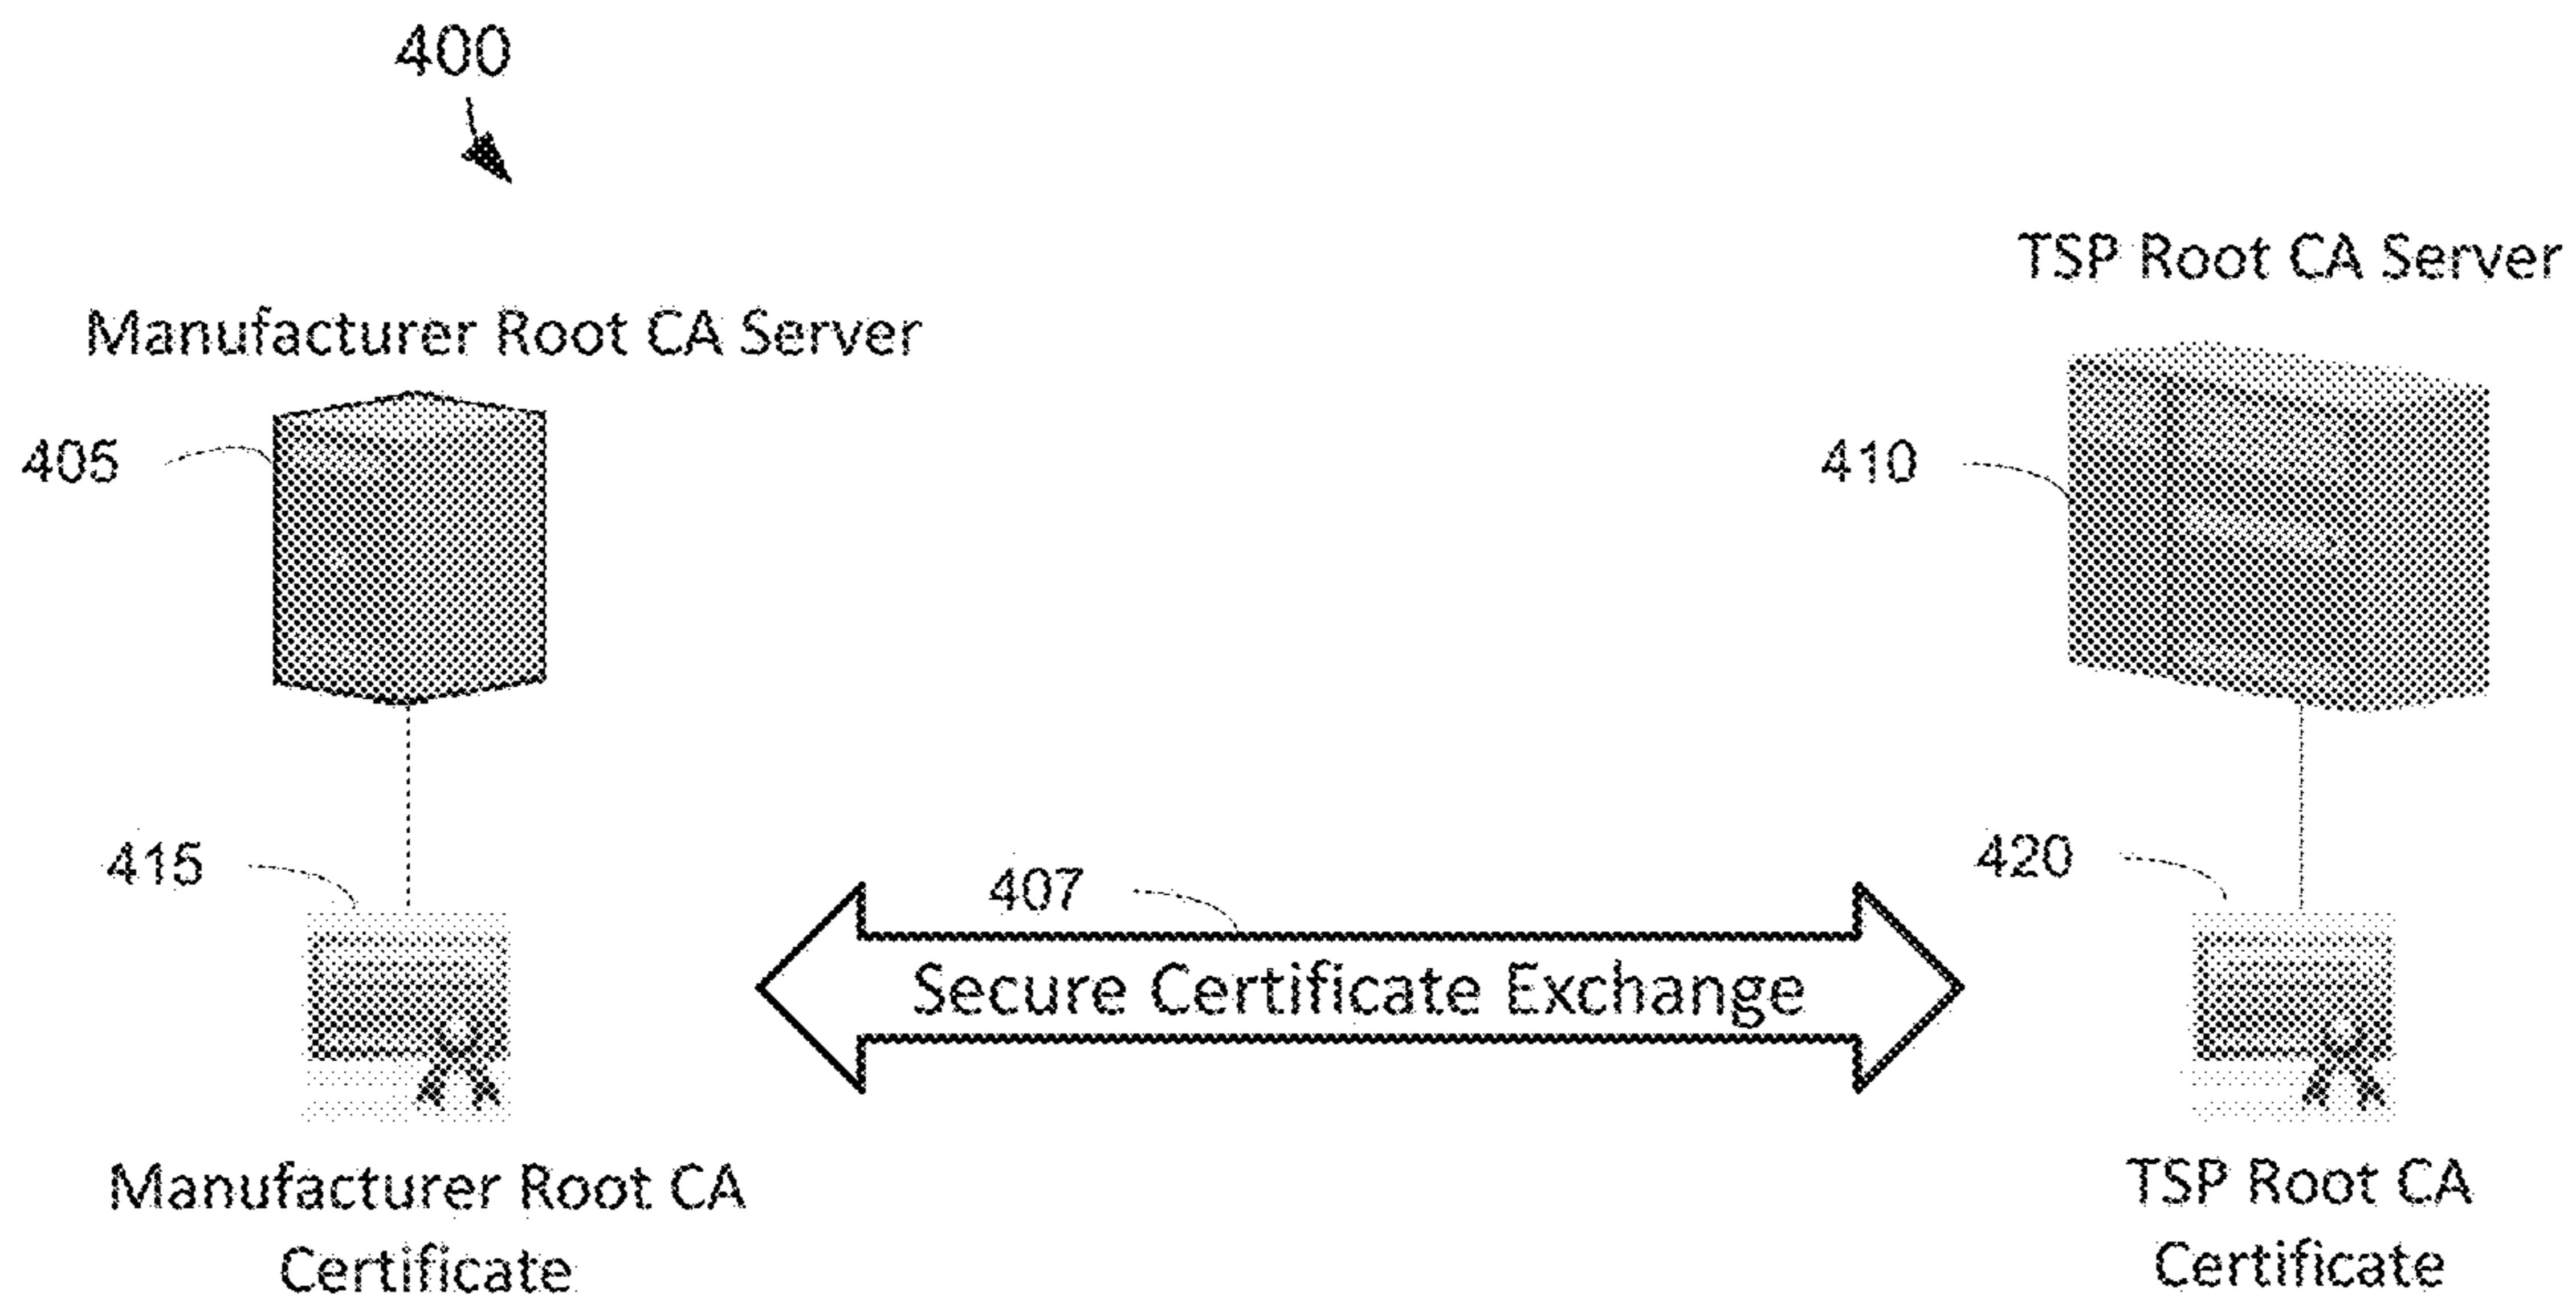 400
TSP Root CA Server
Manufacturer Root CA Server
405
410
415
407
420
Secure Certificate Exchange
Manufacturer Root CA
Certificate
TSP Root CA
Certificate